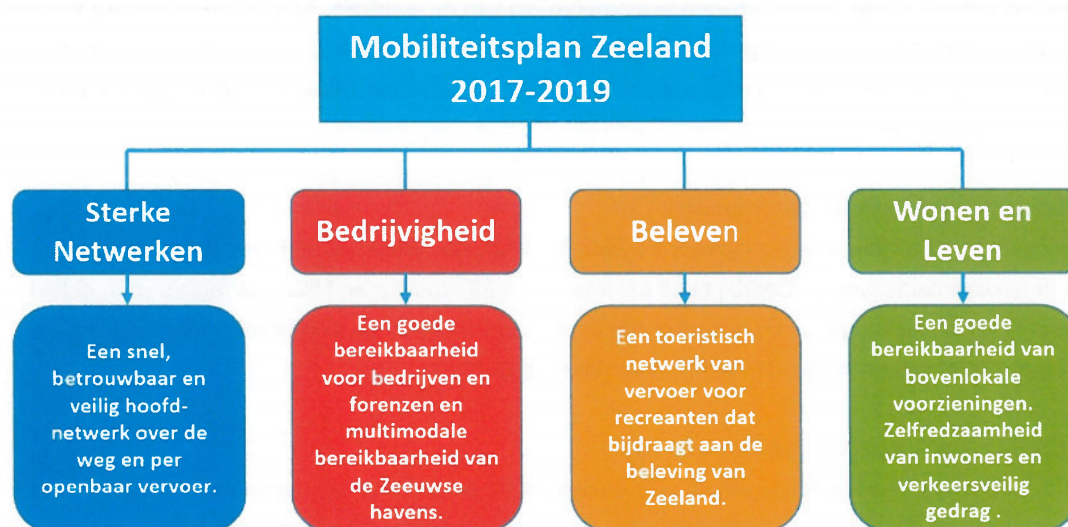 Mobiliteitsplan Zeeland
2017-2019
Sterke
Netwerken
Een snel,
betrouwbaar en
veilig hoofd-
netwerk over de
weg en per
openbaar vervoer.
Bedrijvigheid
Een goede
bereikbaarheid
voor bedrijven en
forenzen en
multimodale
bereikbaarheid van
de Zeeuwse
havens.
Beleven
Een toeristisch
netwerk van
vervoer voor
recreanten dat
bijdraagt aan de
beleving van
Zeeland.
Wonen en
Leven
Een goede
bereikbaarheid van
bovenlokale
voorzieningen.
Zelfredzaamheid
van inwoners en
verkeersveilig
gedrag .